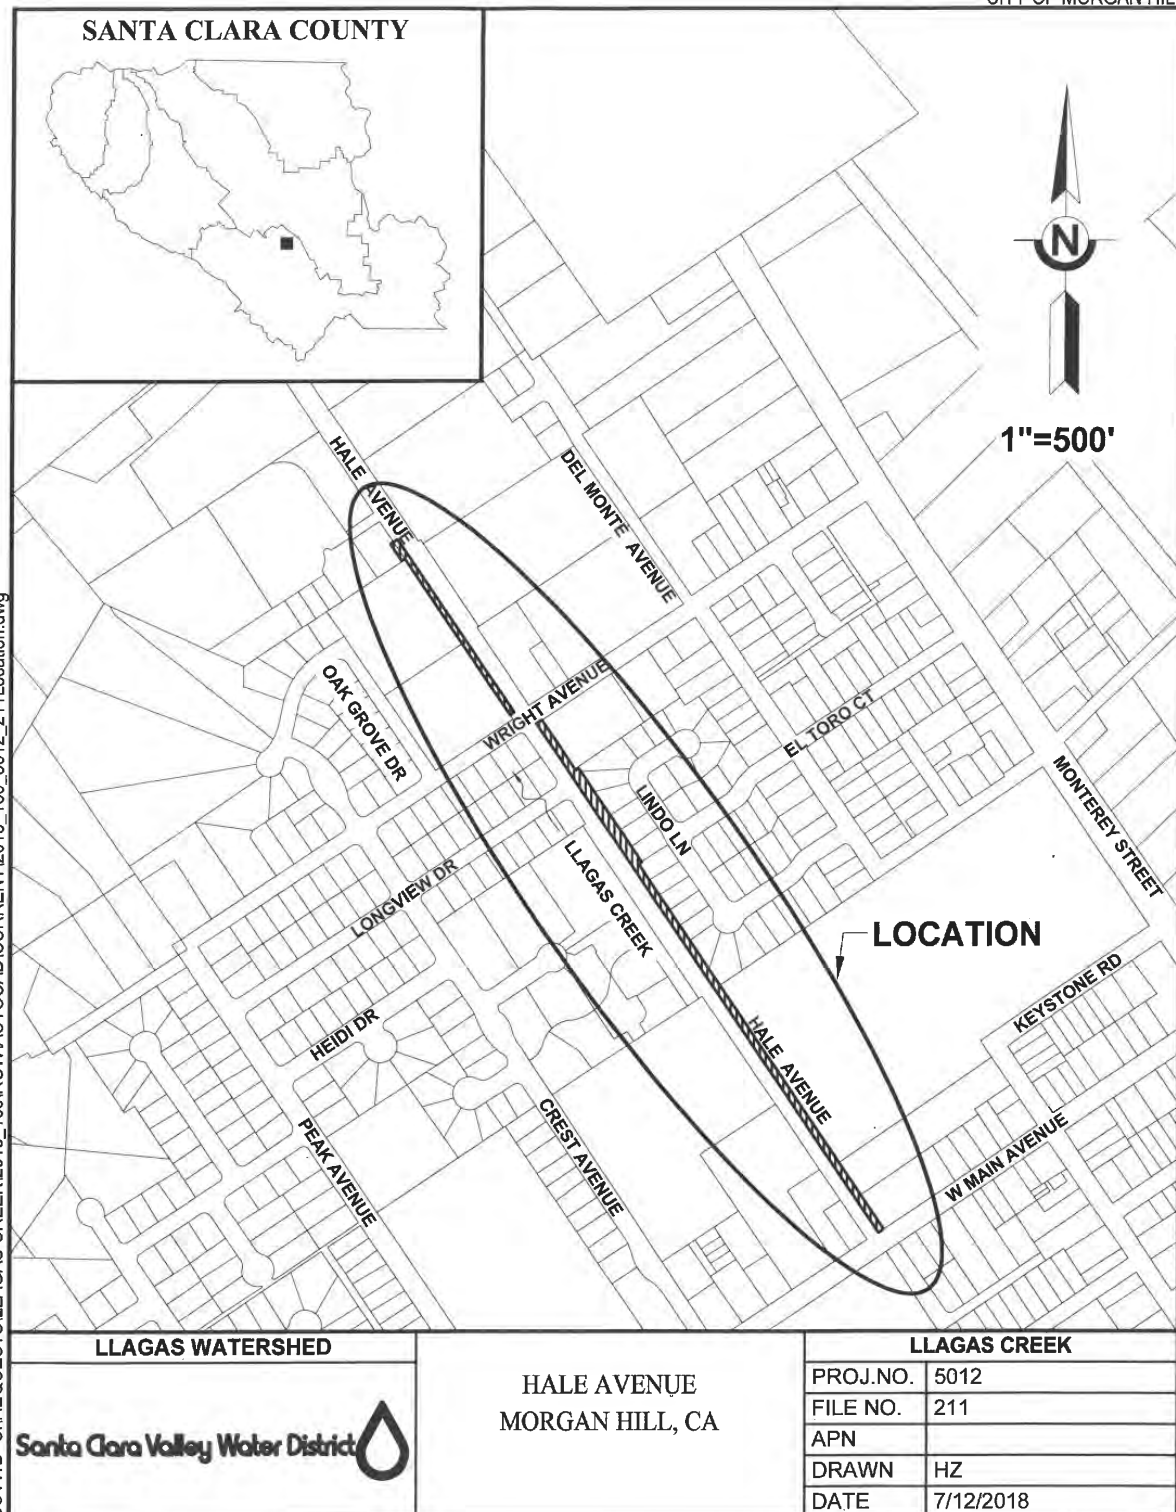 SANTA CLARA COUNTY
N
1"=500'
HALE AVENUE
DEL MONTE AVENUE
OAK GROVE DR
WRIGHT AVENUE
EL TORO CT
LINDO LN
MONTEREY STREET
LLAGAS CREEK
LONGVIEW DR
LOCATION
KEYSTONE RD
HEIDI DR
HALE AVENUE
W MAIN AVENUE
CREST AVENUE
PEAK AVENUE
LLAGAS WATERSHED
Santa Clara Valley Water District
HALE AVENUE
MORGAN HILL, CA
LLAGAS CREEK
PROJ.NO. 5012
FILE NO. 211
APN
DRAWN HZ
DATE 7/12/2018